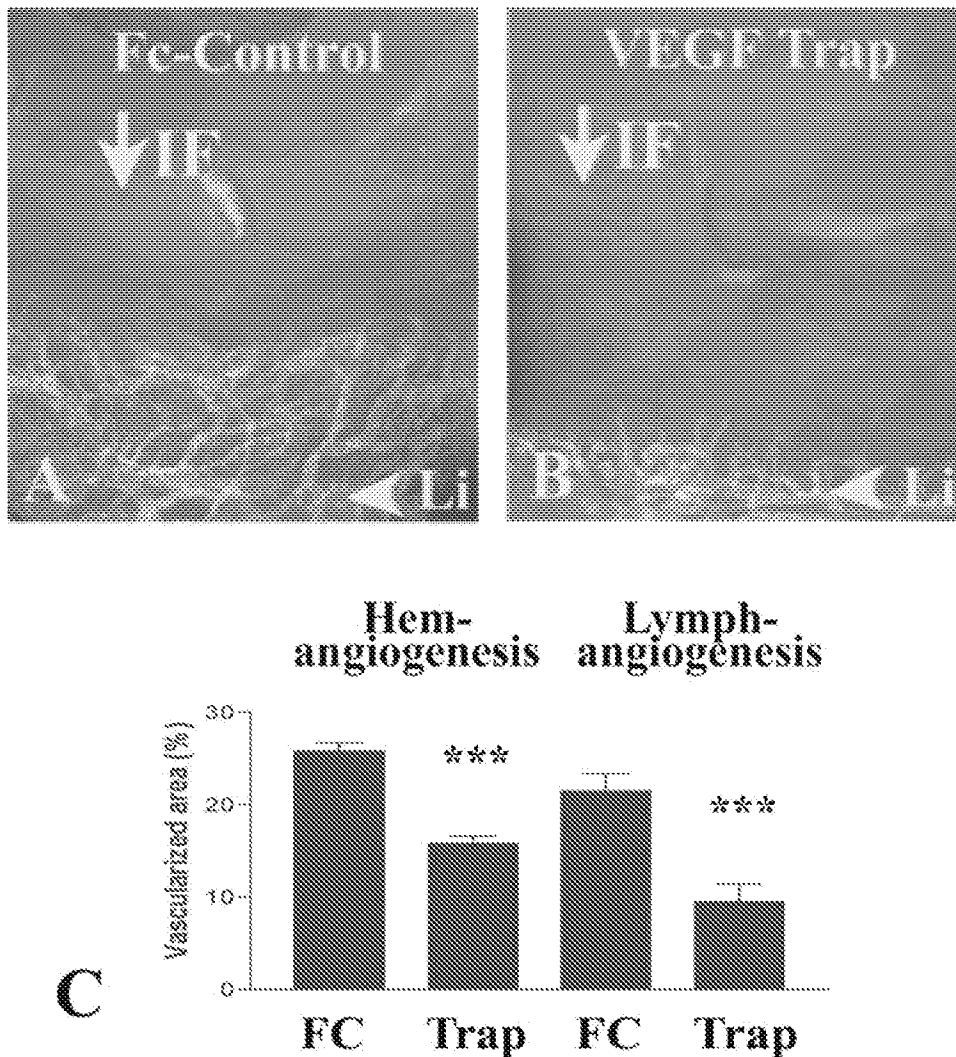 Fc-Control
IF
A
Li
VEGF Trap
IF
B
Li
Hem-
angiogenesis
Lymph-
angiogenesis
Vascularized area (%)
30
20
10
0
***
***
C
FC
Trap
FC
Trap